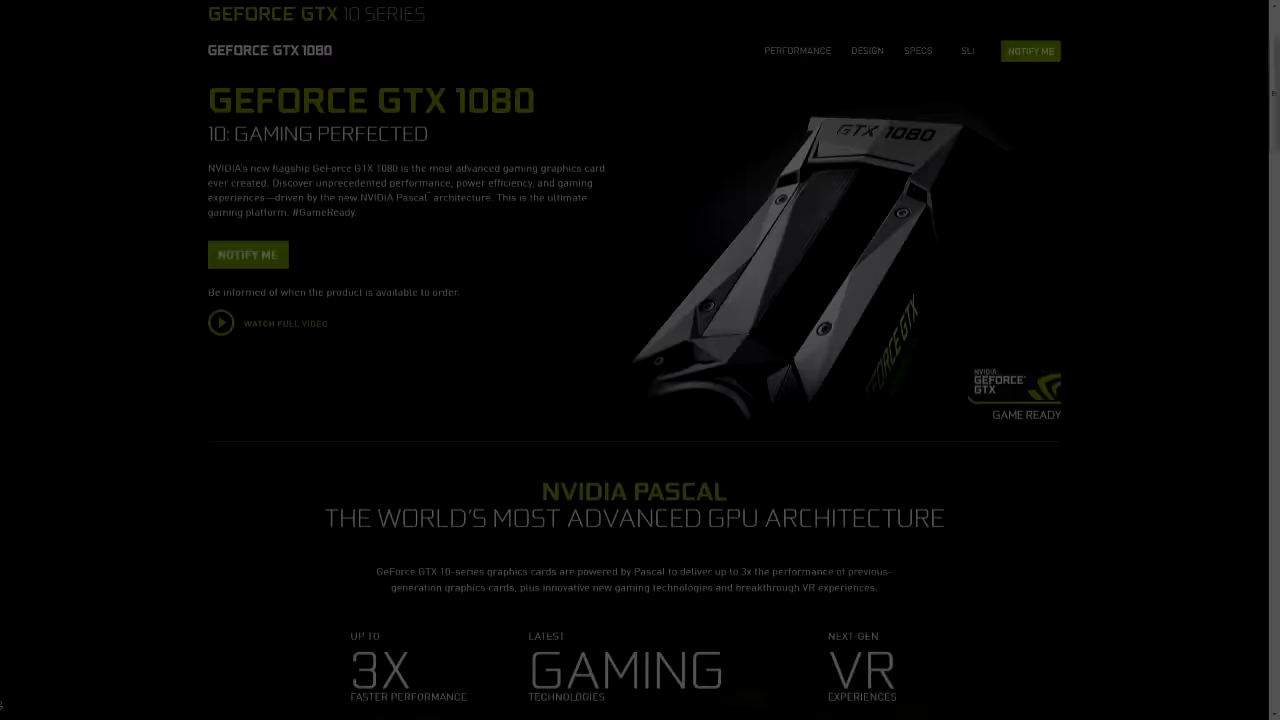 GEFORCE GTX 10 SERIES
GEFORCE GTX 1080
PERFORMANCE DESIGN SPECS SLI NOTIFY ME
GEFORCE GTX 1080
10: GAMING PERFECTED
NVIDIA's new flagship GeForce GTX 1080 is the most advanced gaming graphics card
ever created. Discover unprecedented performance, power efficiency, and gaming
experiences—driven by the new NVIDIA Pascal™ architecture. This is the ultimate
gaming platform. #GameReady.
NOTIFY ME
Be informed of when the product is available to order.
WATCH FULL VIDEO
GTX 1080
FORCE GTX
NVIDIA
GEFORCE
GTX
GAME READY
NVIDIA PASCAL
THE WORLD'S MOST ADVANCED GPU ARCHITECTURE
GeForce GTX 10-series graphics cards are powered by Pascal to deliver up to 3x the performance of previous-
generation graphics cards, plus innovative new gaming technologies and breakthrough VR experiences.
UP TO
3X
FASTER PERFORMANCE
LATEST
GAMING
TECHNOLOGIES
NEXT-GEN
VR
EXPERIENCES